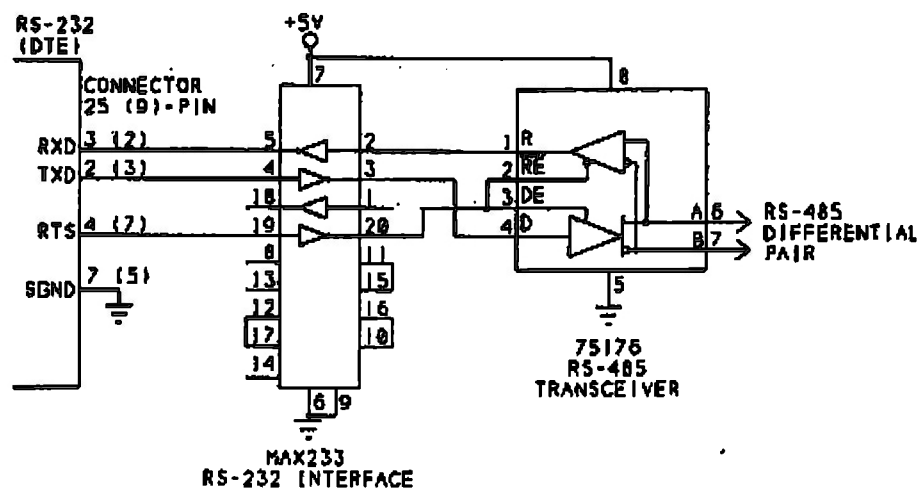 RS-232
(DTE)
+5V
7
8
CONNECTOR
25 (9)-PIN
RXD 3 (2) 5 2 1 R
TXD 2 (3) 4 3 2 RE
18 1 3 DE
RTS 4 (7) 19 20 4 D
A 6 RS-485
DIFFERENTIAL
B 7 PAIR
8 11
SGND 7 (5) 13 15
5
12 16
17 10
14
75176
RS-485
TRANSCEIVER
6 9
MAX233
RS-232 INTERFACE